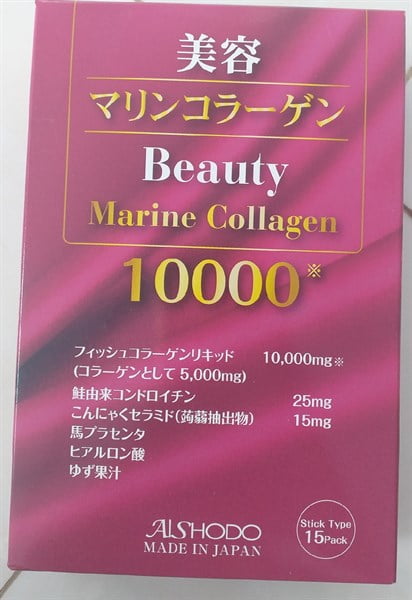 美容
マリンコラーゲン
Beauty
Marine Collagen
10000※
フィッシュコラーゲンリキッド 10,000mg※
(コラーゲンとして 5,000mg)
鮭由来コンドロイチン 25mg
こんにゃくセラミド(蒟蒻抽出物) 15mg
馬プラセンタ
ヒアルロン酸
ゆず果汁
AISHODO
MADE IN JAPAN
Stick Type
15Pack